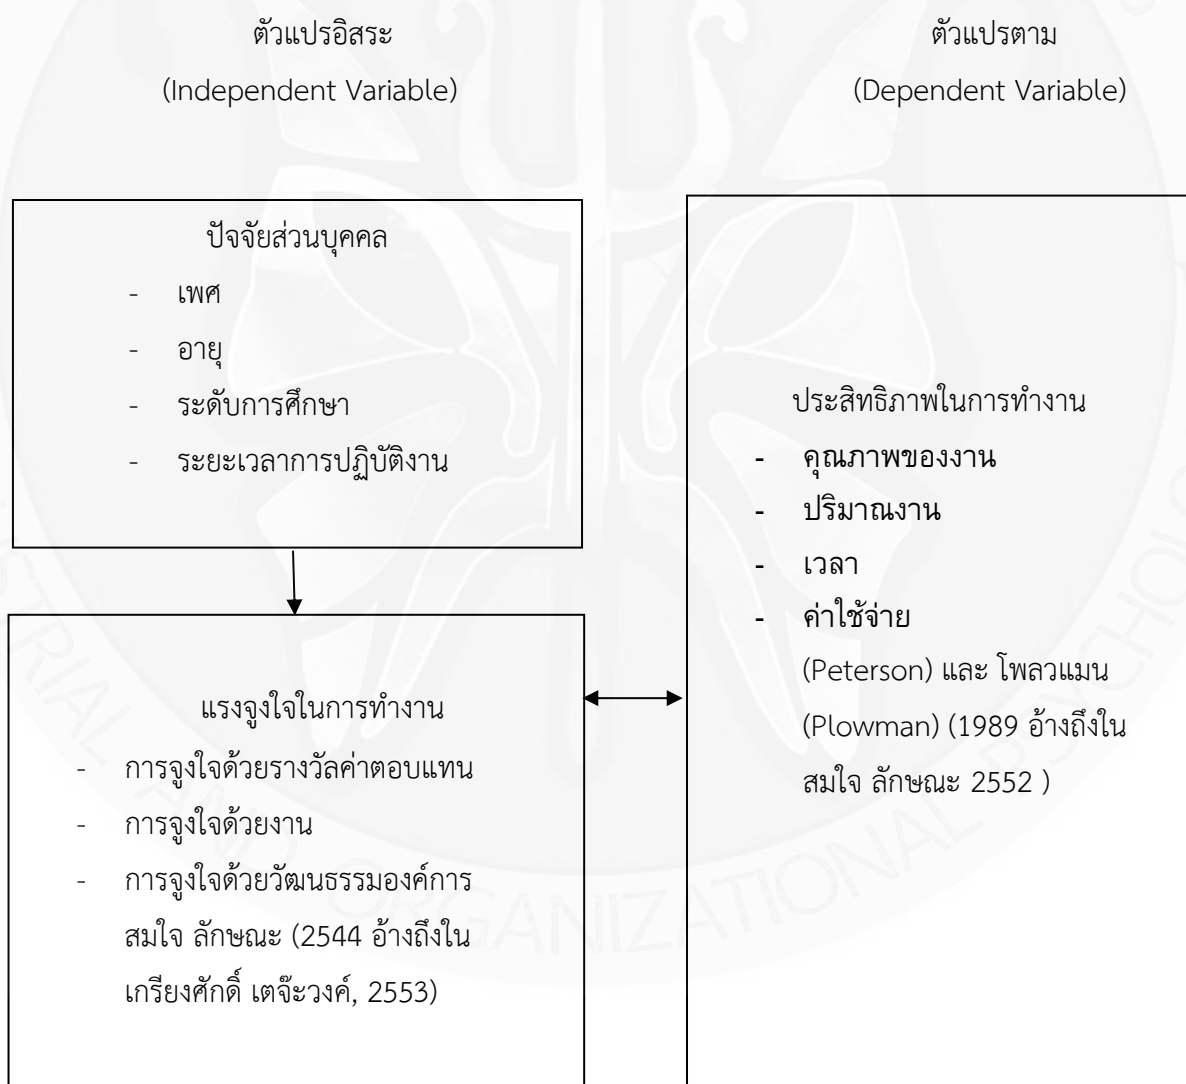 ตัวแปรอิสระ
(Independent Variable)
ตัวแปรตาม
(Dependent Variable)
ปัจจัยส่วนบุคคล
- เพศ
- อายุ
- ระดับการศึกษา
- ระยะเวลาการปฏิบัติงาน
แรงจูงใจในการทำงาน
- การจูงใจด้วยรางวัลค่าตอบแทน
- การจูงใจด้วยงาน
- การจูงใจด้วยวัฒนธรรมองค์การ
สมใจ ลักษณะ (2544 อ้างถึงใน
เกรียงศักดิ์ เตจ๊ะวงค์, 2553)
ประสิทธิภาพในการทำงาน
- คุณภาพของงาน
- ปริมาณงาน
- เวลา
- ค่าใช้จ่าย
(Peterson) และ โพลวแมน
(Plowman) (1989 อ้างถึงใน
สมใจ ลักษณะ 2552 )
AND ORGANIZATIONAL